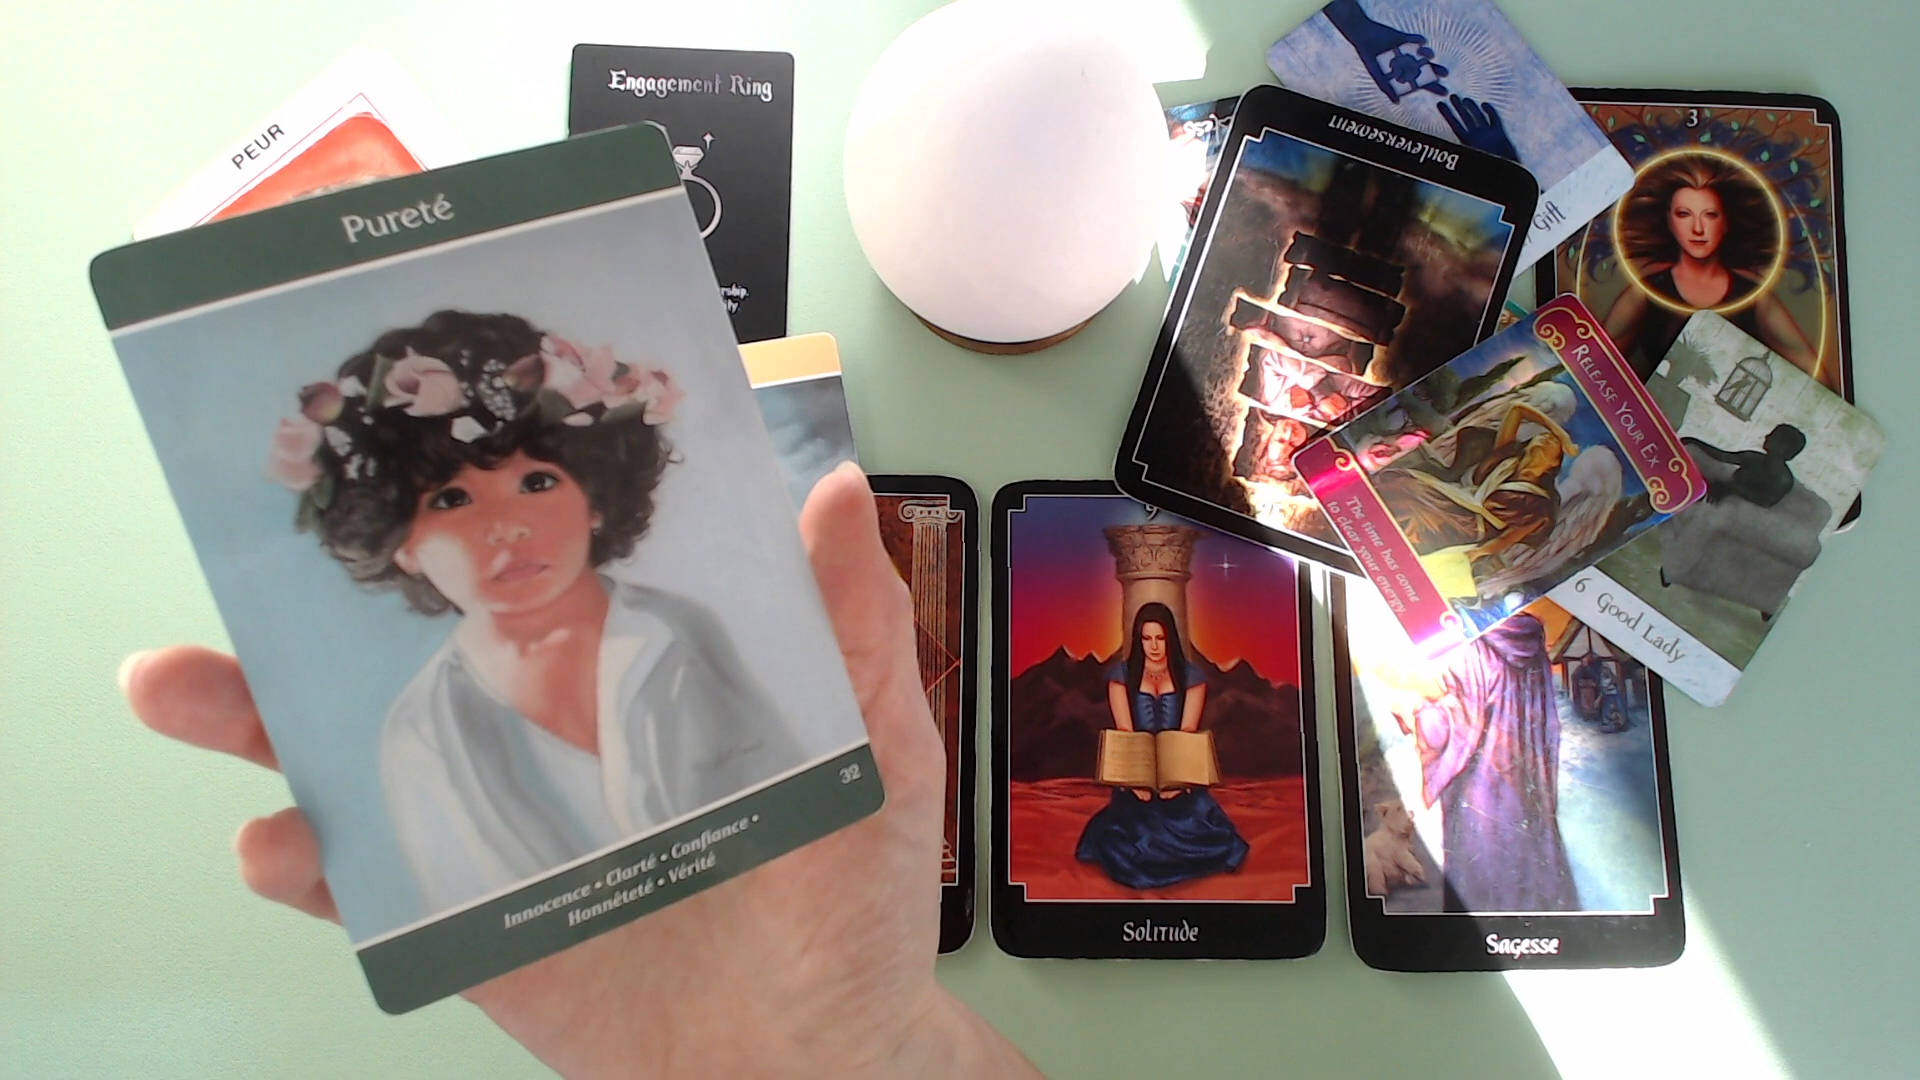 PEUR
Engagement Ring
Pureté
32
Innocence • Clarté • Confiance •
Honnêteté • Vérité
Bouleversement
Gift
3
RELEASE YOUR EX
The time has come
to clear your energy.
6 Good Lady
9
Solitude
Sagesse